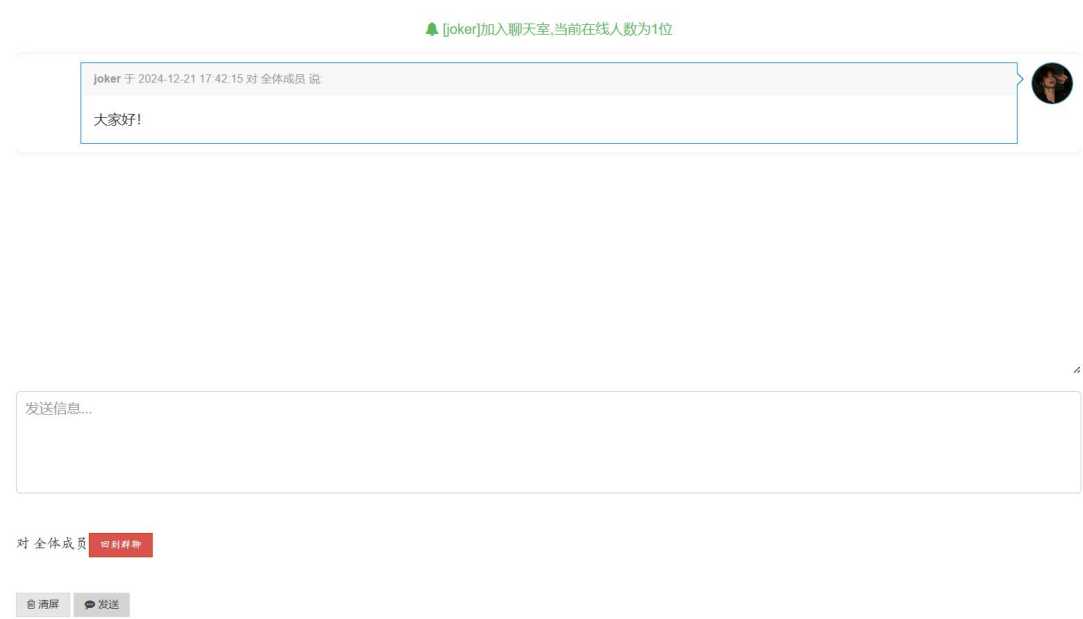 [joker]加入聊天室,当前在线人数为1位
joker 于 2024-12-21 17:42:15 对 全体成员 说:
大家好!
发送信息...
对 全体成员 回到群聊
清屏 发送